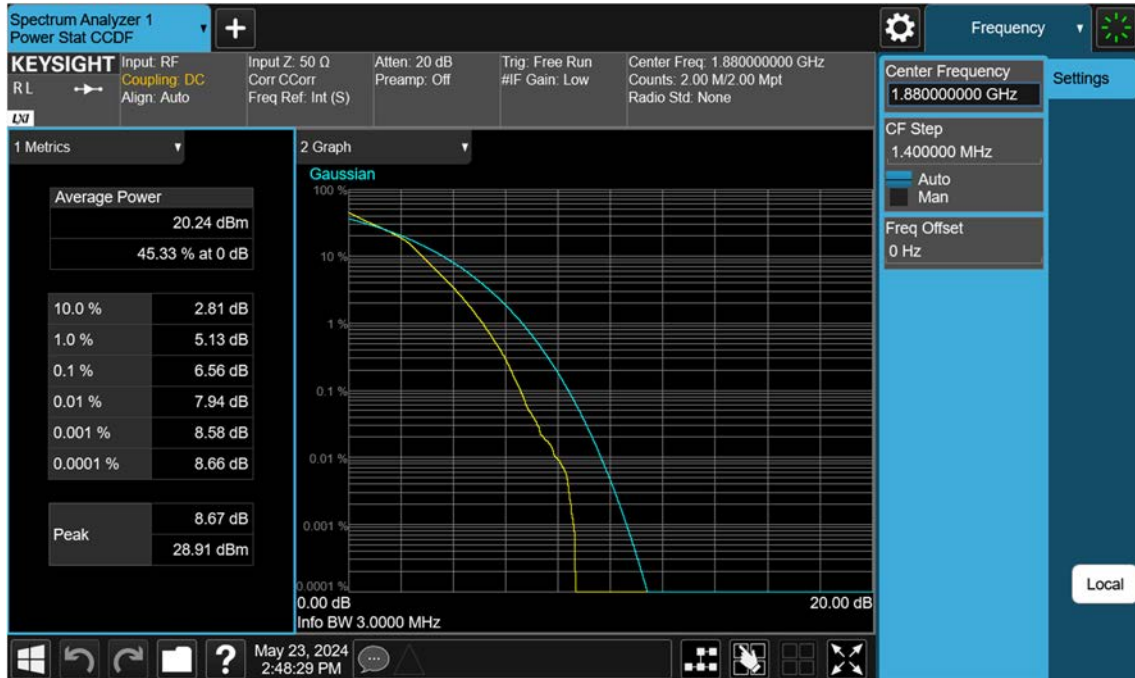 Spectrum Analyzer 1
Power Stat CCDF
Frequency
KEYSIGHT
R L
LXI
Input: RF
Coupling: DC
Align: Auto
Input Z: 50 Ω
Corr CCorr
Freq Ref: Int (S)
Atten: 20 dB
Preamp: Off
Trig: Free Run
#IF Gain: Low
Center Freq: 1.880000000 GHz
Counts: 2.00 M/2.00 Mpt
Radio Std: None
Center Frequency
1.880000000 GHz
Settings
CF Step
1.400000 MHz
Auto
Man
Freq Offset
0 Hz
Local
1 Metrics
Average Power
20.24 dBm
45.33 % at 0 dB
10.0 % 2.81 dB
1.0 % 5.13 dB
0.1 % 6.56 dB
0.01 % 7.94 dB
0.001 % 8.58 dB
0.0001 % 8.66 dB
Peak
8.67 dB
28.91 dBm
2 Graph
Gaussian
100 %
10 %
1 %
0.1 %
0.01 %
0.001 %
0.0001 %
0.00 dB 20.00 dB
Info BW 3.0000 MHz
?
May 23, 2024
2:48:29 PM